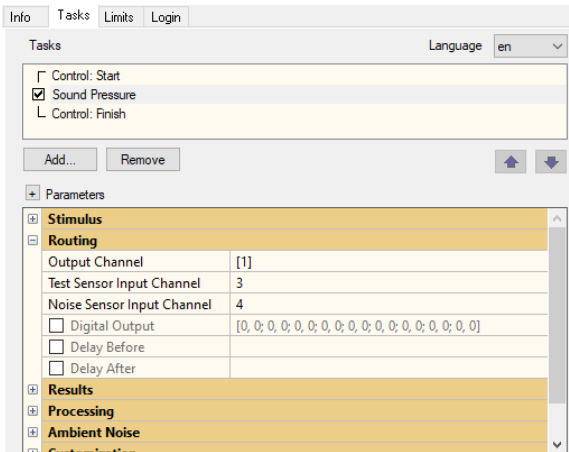 Info Tasks Limits Login
Tasks Language en
Control: Start
Sound Pressure
Control: Finish
Add... Remove
+ Parameters
Stimulus
Routing
Output Channel [1]
Test Sensor Input Channel 3
Noise Sensor Input Channel 4
Digital Output [0, 0; 0, 0; 0, 0; 0, 0; 0, 0; 0, 0; 0, 0; 0, 0]
Delay Before
Delay After
Results
Processing
Ambient Noise